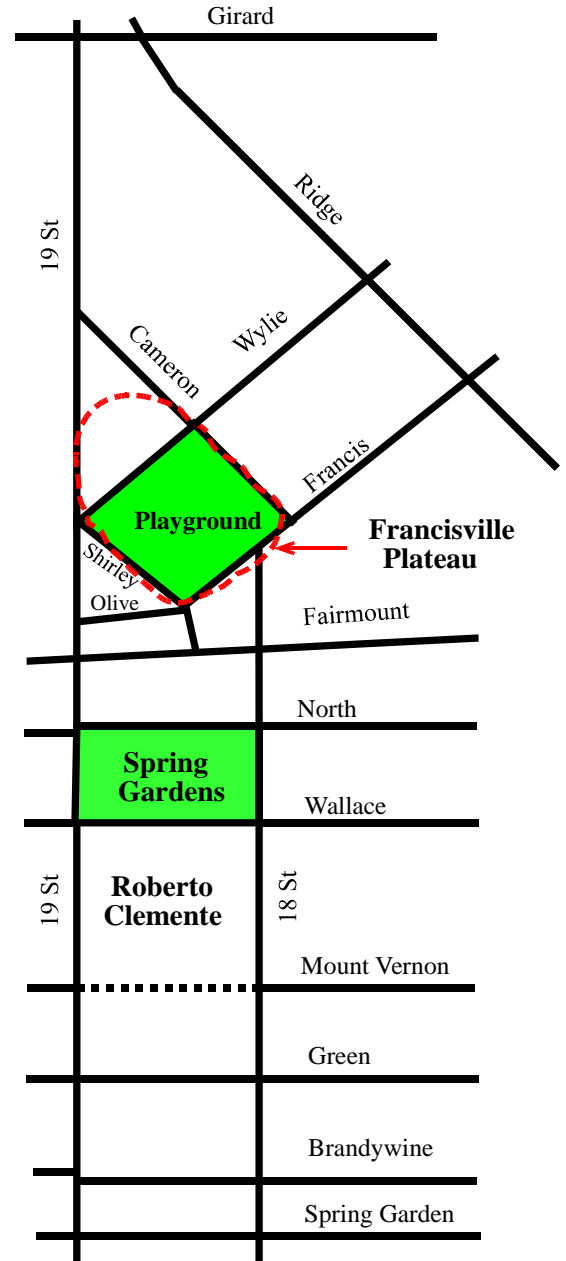 Girard
Ridge
19 St
Wylie
Cameron
Francis
Playground
Francisville
Plateau
Shirley
Olive
Fairmount
North
Spring
Gardens
Wallace
Roberto
Clemente
19 St
18 St
Mount Vernon
Green
Brandywine
Spring Garden